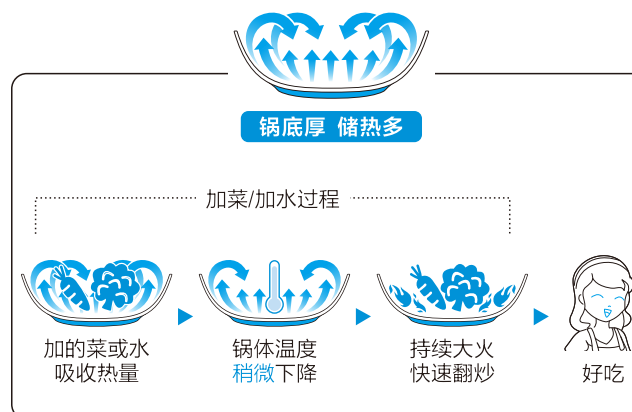 锅底厚 储热多
加菜/加水过程
加的菜或水
吸收热量
锅体温度
稍微下降
持续大火
快速翻炒
好吃